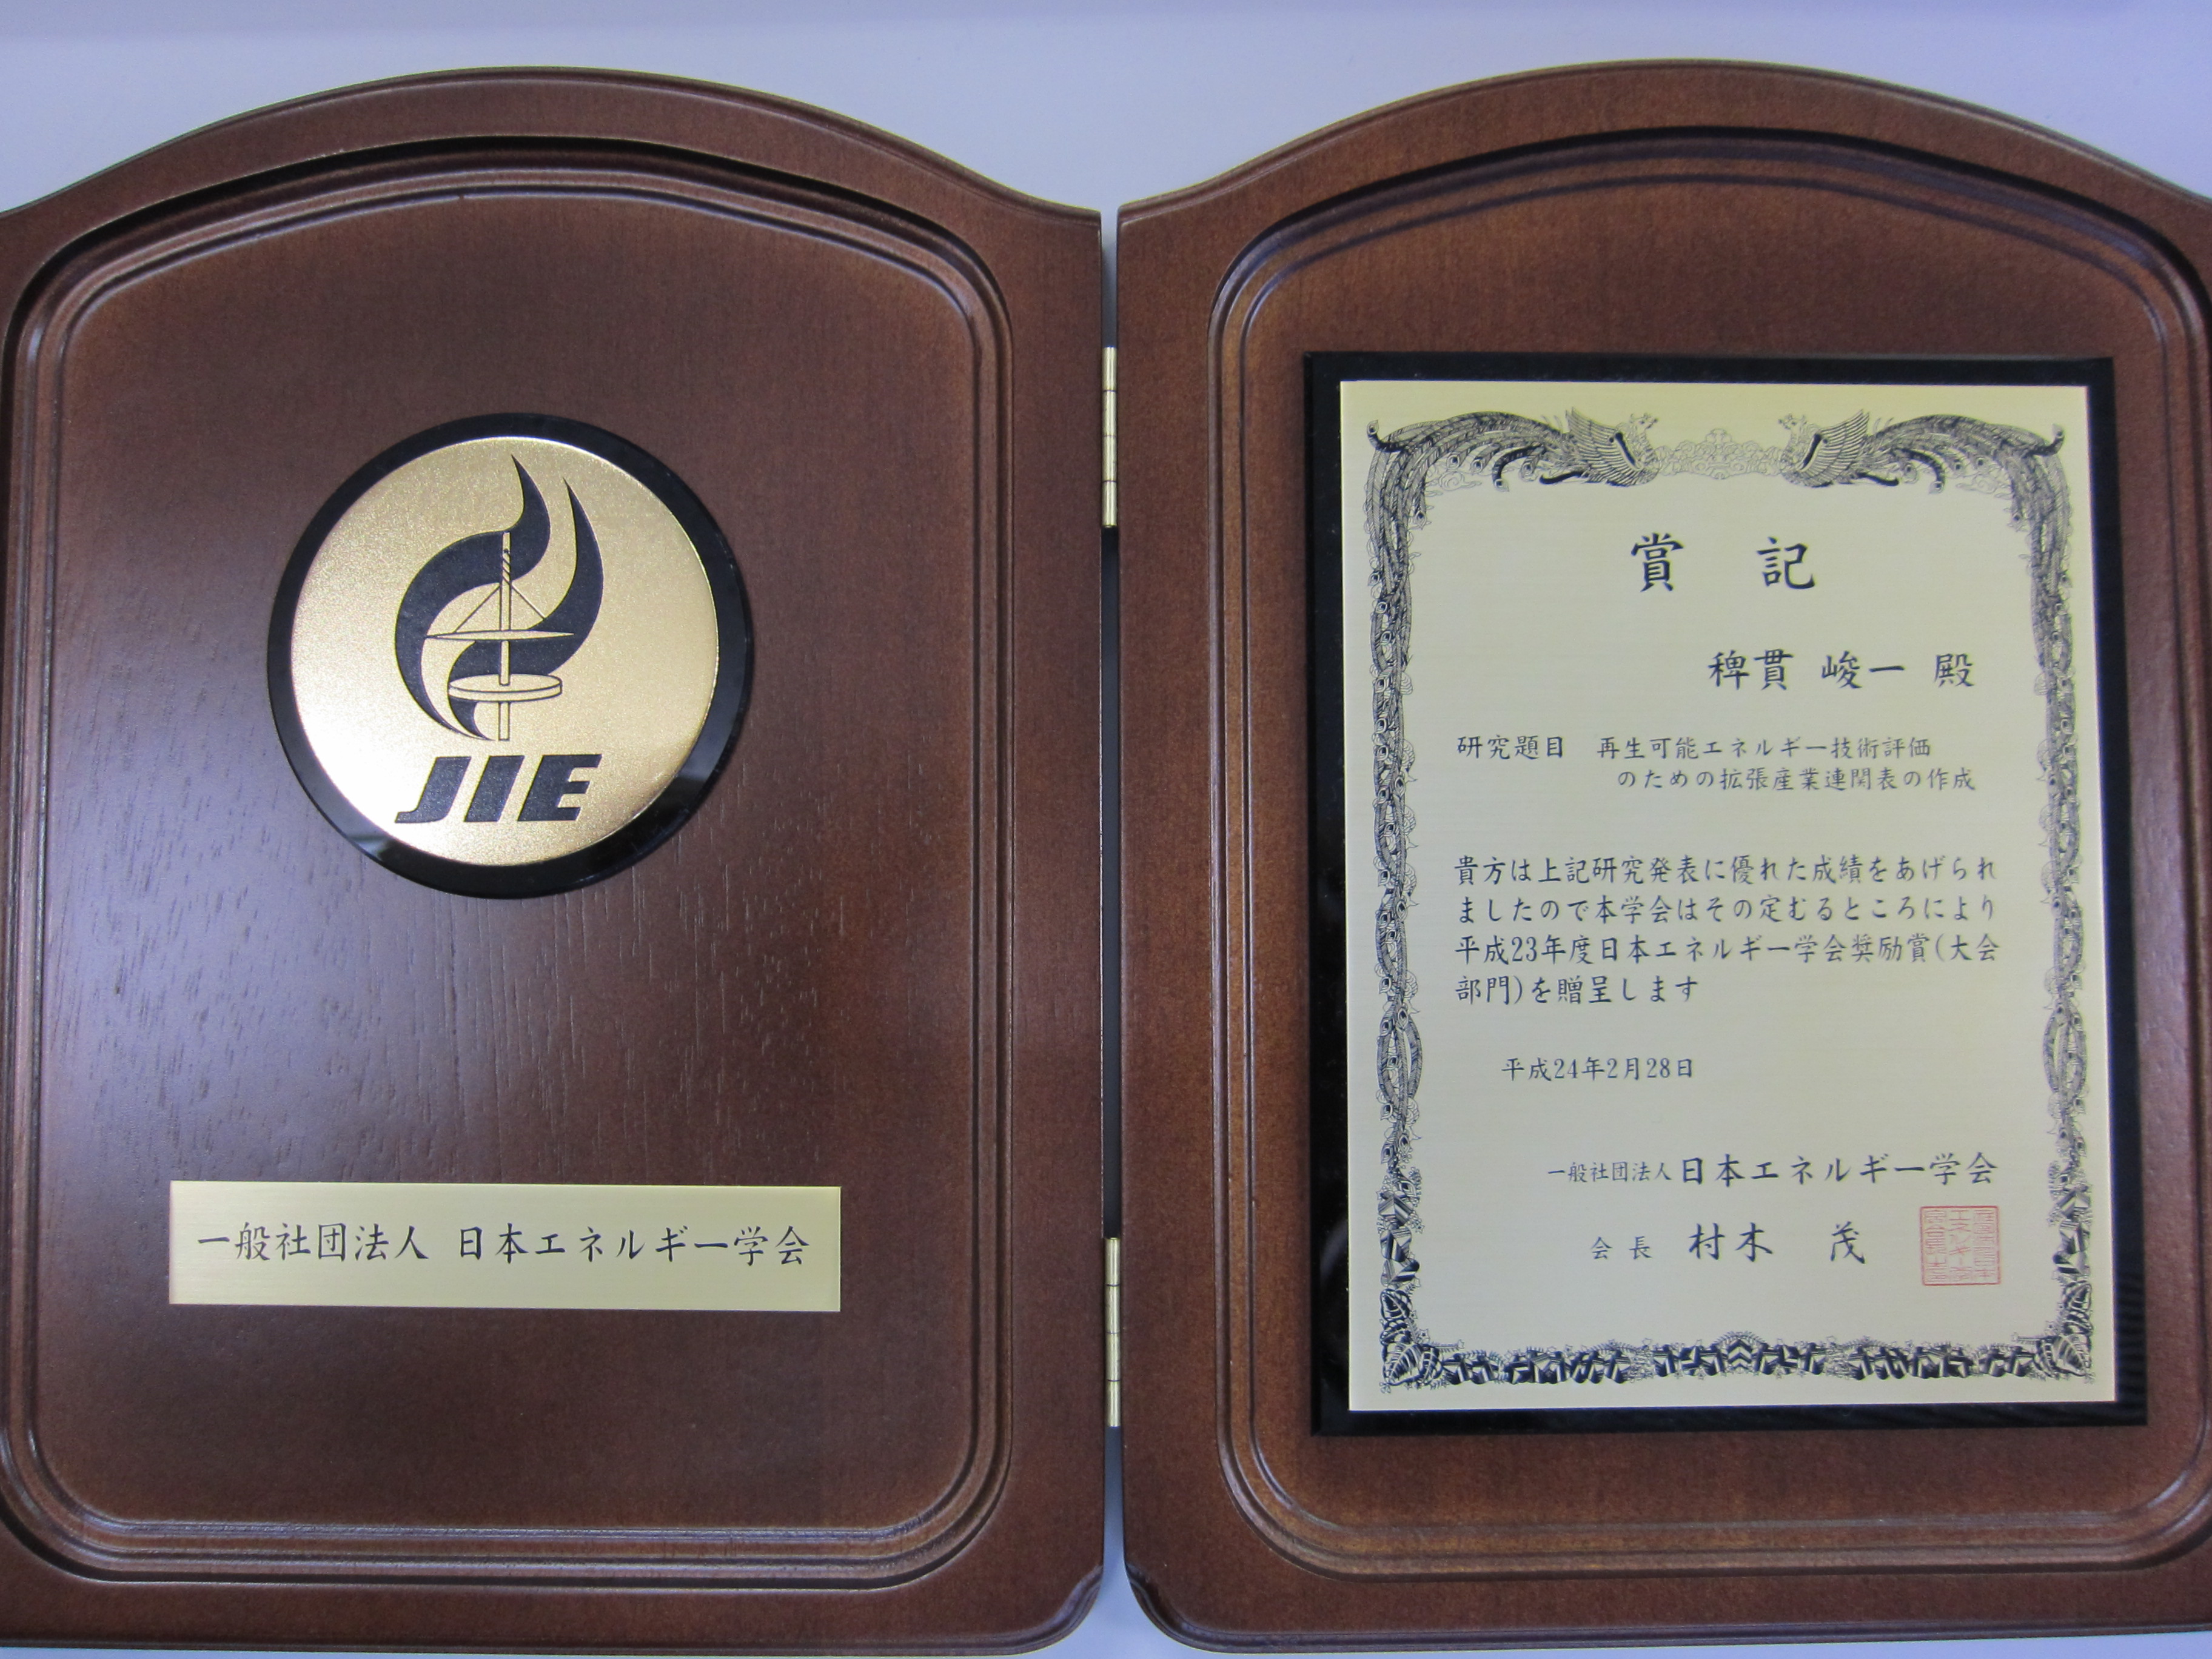 JIE
一般社団法人 日本エネルギー学会
賞 記
稗貫 峻一 殿
研究題目 再生可能エネルギー技術評価
のための拡張産業連関表の作成
貴方は上記研究発表に優れた成績をあげられ
ましたので本学会はその定むるところにより
平成23年度日本エネルギー学会奨励賞(大会
部門)を贈呈します
平成24年2月28日
一般社団法人 日本エネルギー学会
会長 村木 茂